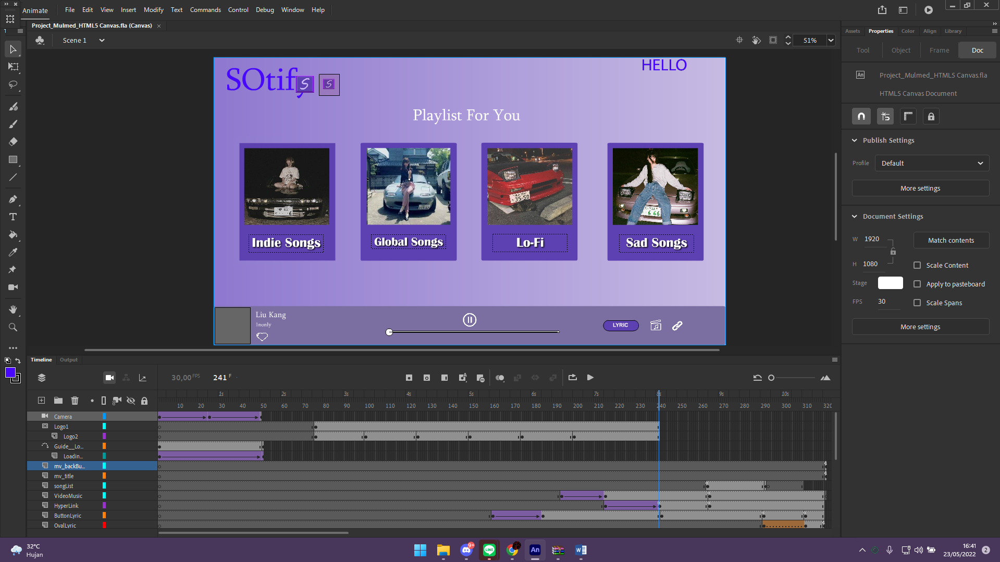 Animate
File Edit View Insert Modify Text Commands Control Debug Window Help
Project_Mulmed_HTML5 Canvas.fla (Canvas) ×
Scene 1
51%
Assets Properties Color Align Library
Tool Object Frame Doc
An Project_Mulmed_HTML5 Canvas.fla
HTML5 Canvas Document
Publish Settings
Profile Default
More settings
Document Settings
W 1920 Match contents
H 1080 Scale Content
Stage Apply to pasteboard
FPS 30 Scale Spans
More settings
HELLO
SOtify S S
Playlist For You
Indie Songs
Global Songs
Lo-Fi
Sad Songs
Liu Kang
1nonly
LYRIC
Timeline Output
30,00 FPS 241 F
1s 2s 3s 4s 5s 6s 7s 8s 9s 10s
10 20 30 40 50 60 70 80 90 100 110 120 130 140 150 160 170 180 190 200 210 220 230 240 250 260 270 280 290 300 310 320
Camera
Logo1
Logo2
Guide__Lo...
Loadin...
mv_backBu...
mv_title
songList
VideoMusic
HyperLink
ButtonLyric
OvalLyric
32°C
Hujan
9+
LINE
An
16:41
23/05/2022
2